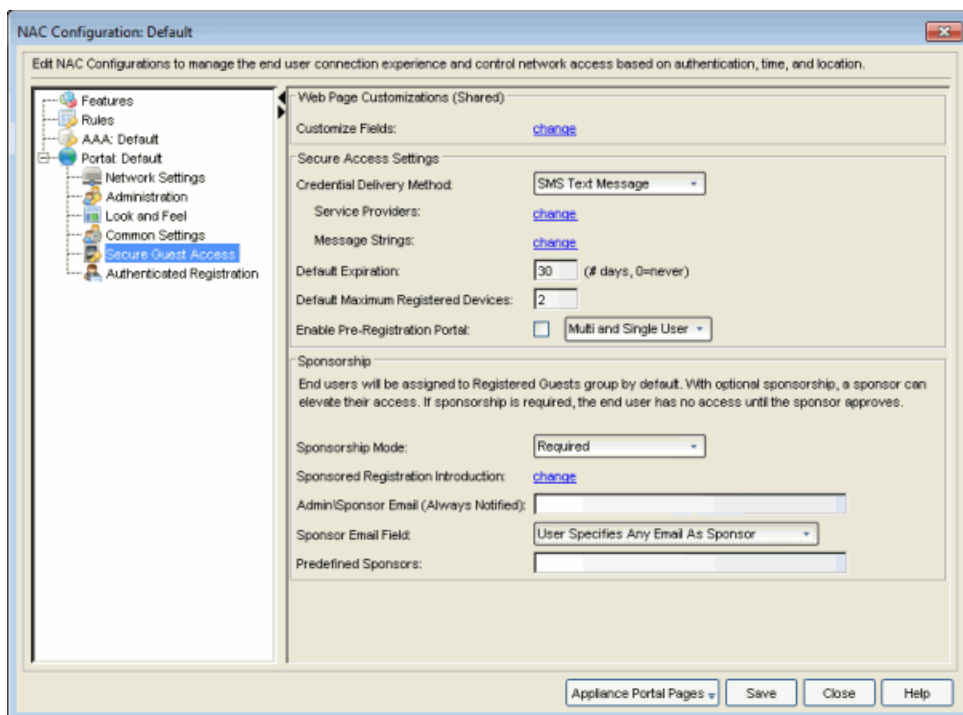 NAC Configuration: Default
Edit NAC Configurations to manage the end user connection experience and control network access based on authentication, time, and location.
Features
Rules
AAA: Default
Portal: Default
Network Settings
Administration
Look and Feel
Common Settings
Secure Guest Access
Authenticated Registration
Web Page Customizations (Shared)
Customize Fields: change
Secure Access Settings
Credential Delivery Method: SMS Text Message
Service Providers: change
Message Strings: change
Default Expiration: 30 (# days, 0=never)
Default Maximum Registered Devices: 2
Enable Pre-Registration Portal: Multi and Single User
Sponsorship
End users will be assigned to Registered Guests group by default. With optional sponsorship, a sponsor can
elevate their access. If sponsorship is required, the end user has no access until the sponsor approves.
Sponsorship Mode: Required
Sponsored Registration Introduction: change
Admin\Sponsor Email (Always Notified):
Sponsor Email Field: User Specifies Any Email As Sponsor
Predefined Sponsors:
Appliance Portal Pages Save Close Help